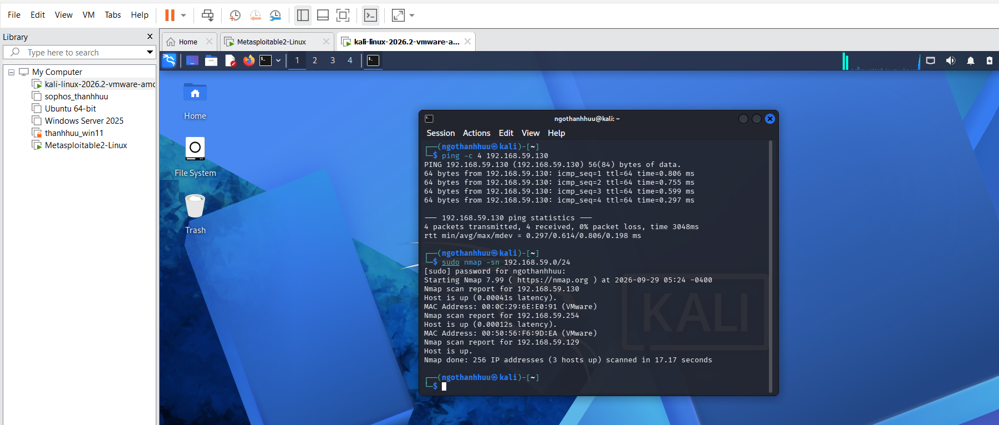 File Edit View VM Tabs Help
Library
Type here to search
My Computer
kali-linux-2026.2-vmware-amd
sophos_thanhhuu
Ubuntu 64-bit
Windows Server 2025
thanhhuu_win11
Metasploitable2-Linux
Home
Metasploitable2-Linux
kali-linux-2026.2-vmware-a...
1 2 3 4
Home
File System
Trash
ngothanhhuu@kali: ~
Session Actions Edit View Help
┌──(ngothanhhuu㉿kali)-[~]
└─$ ping -c 4 192.168.59.130
PING 192.168.59.130 (192.168.59.130) 56(84) bytes of data.
64 bytes from 192.168.59.130: icmp_seq=1 ttl=64 time=0.806 ms
64 bytes from 192.168.59.130: icmp_seq=2 ttl=64 time=0.755 ms
64 bytes from 192.168.59.130: icmp_seq=3 ttl=64 time=0.599 ms
64 bytes from 192.168.59.130: icmp_seq=4 ttl=64 time=0.297 ms
--- 192.168.59.130 ping statistics ---
4 packets transmitted, 4 received, 0% packet loss, time 3048ms
rtt min/avg/max/mdev = 0.297/0.614/0.806/0.198 ms
┌──(ngothanhhuu㉿kali)-[~]
└─$ sudo nmap -sn 192.168.59.0/24
[sudo] password for ngothanhhuu:
Starting Nmap 7.99 ( https://nmap.org ) at 2026-09-29 05:24 -0400
Nmap scan report for 192.168.59.130
Host is up (0.00041s latency).
MAC Address: 00:0C:29:6E:E0:91 (VMware)
Nmap scan report for 192.168.59.254
Host is up (0.00012s latency).
MAC Address: 00:50:56:F6:9D:EA (VMware)
Nmap scan report for 192.168.59.129
Host is up.
Nmap done: 256 IP addresses (3 hosts up) scanned in 17.17 seconds
┌──(ngothanhhuu㉿kali)-[~]
└─$
KALI